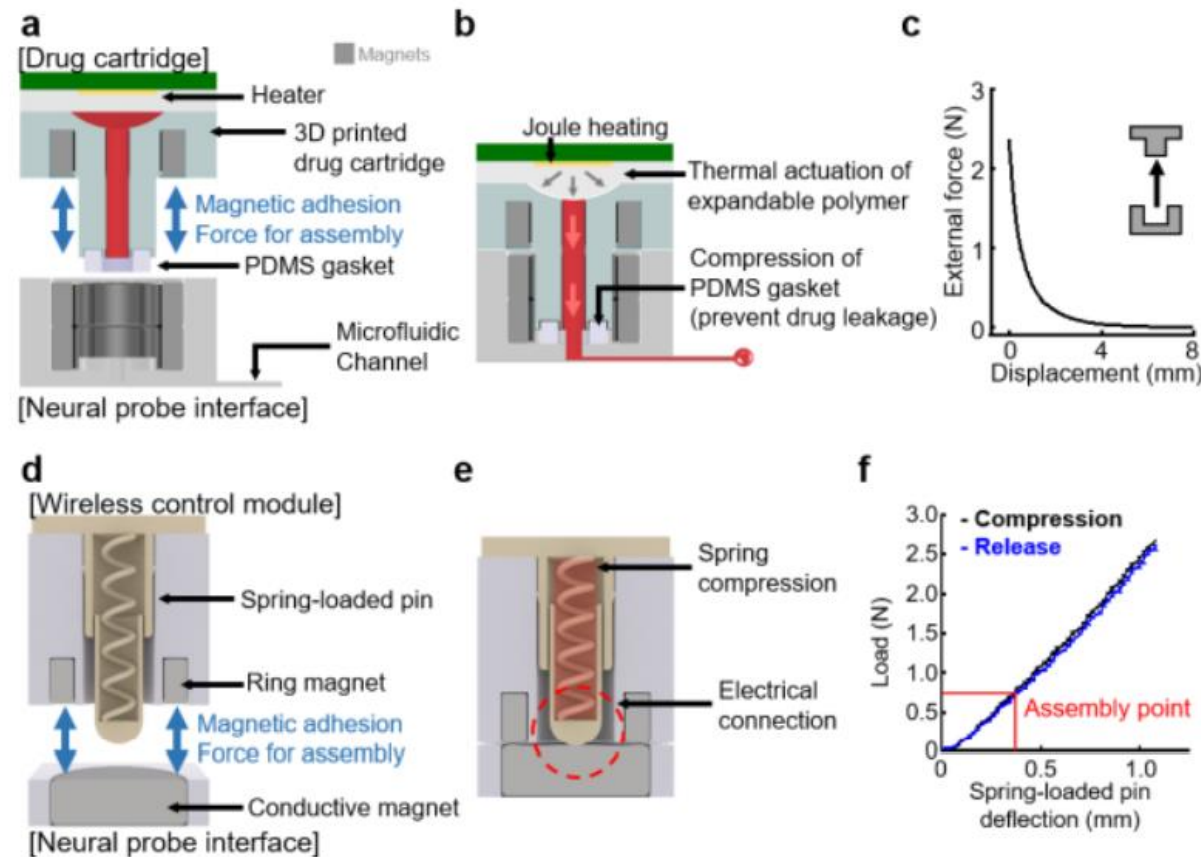 a
[Drug cartridge]
Magnets
Heater
3D printed
drug cartridge
Magnetic adhesion
Force for assembly
PDMS gasket
Microfluidic
Channel
[Neural probe interface]
b
Joule heating
Thermal actuation of
expandable polymer
Compression of
PDMS gasket
(prevent drug leakage)
c
External force (N)
3
2
1
0
0
4
8
Displacement (mm)
d
[Wireless control module]
Spring-loaded pin
Ring magnet
Magnetic adhesion
Force for assembly
Conductive magnet
[Neural probe interface]
e
Spring
compression
Electrical
connection
f
Load (N)
3.0
2.5
2.0
1.5
1.0
0.5
0
- Compression
- Release
Assembly point
0
0.5
1.0
Spring-loaded pin
deflection (mm)